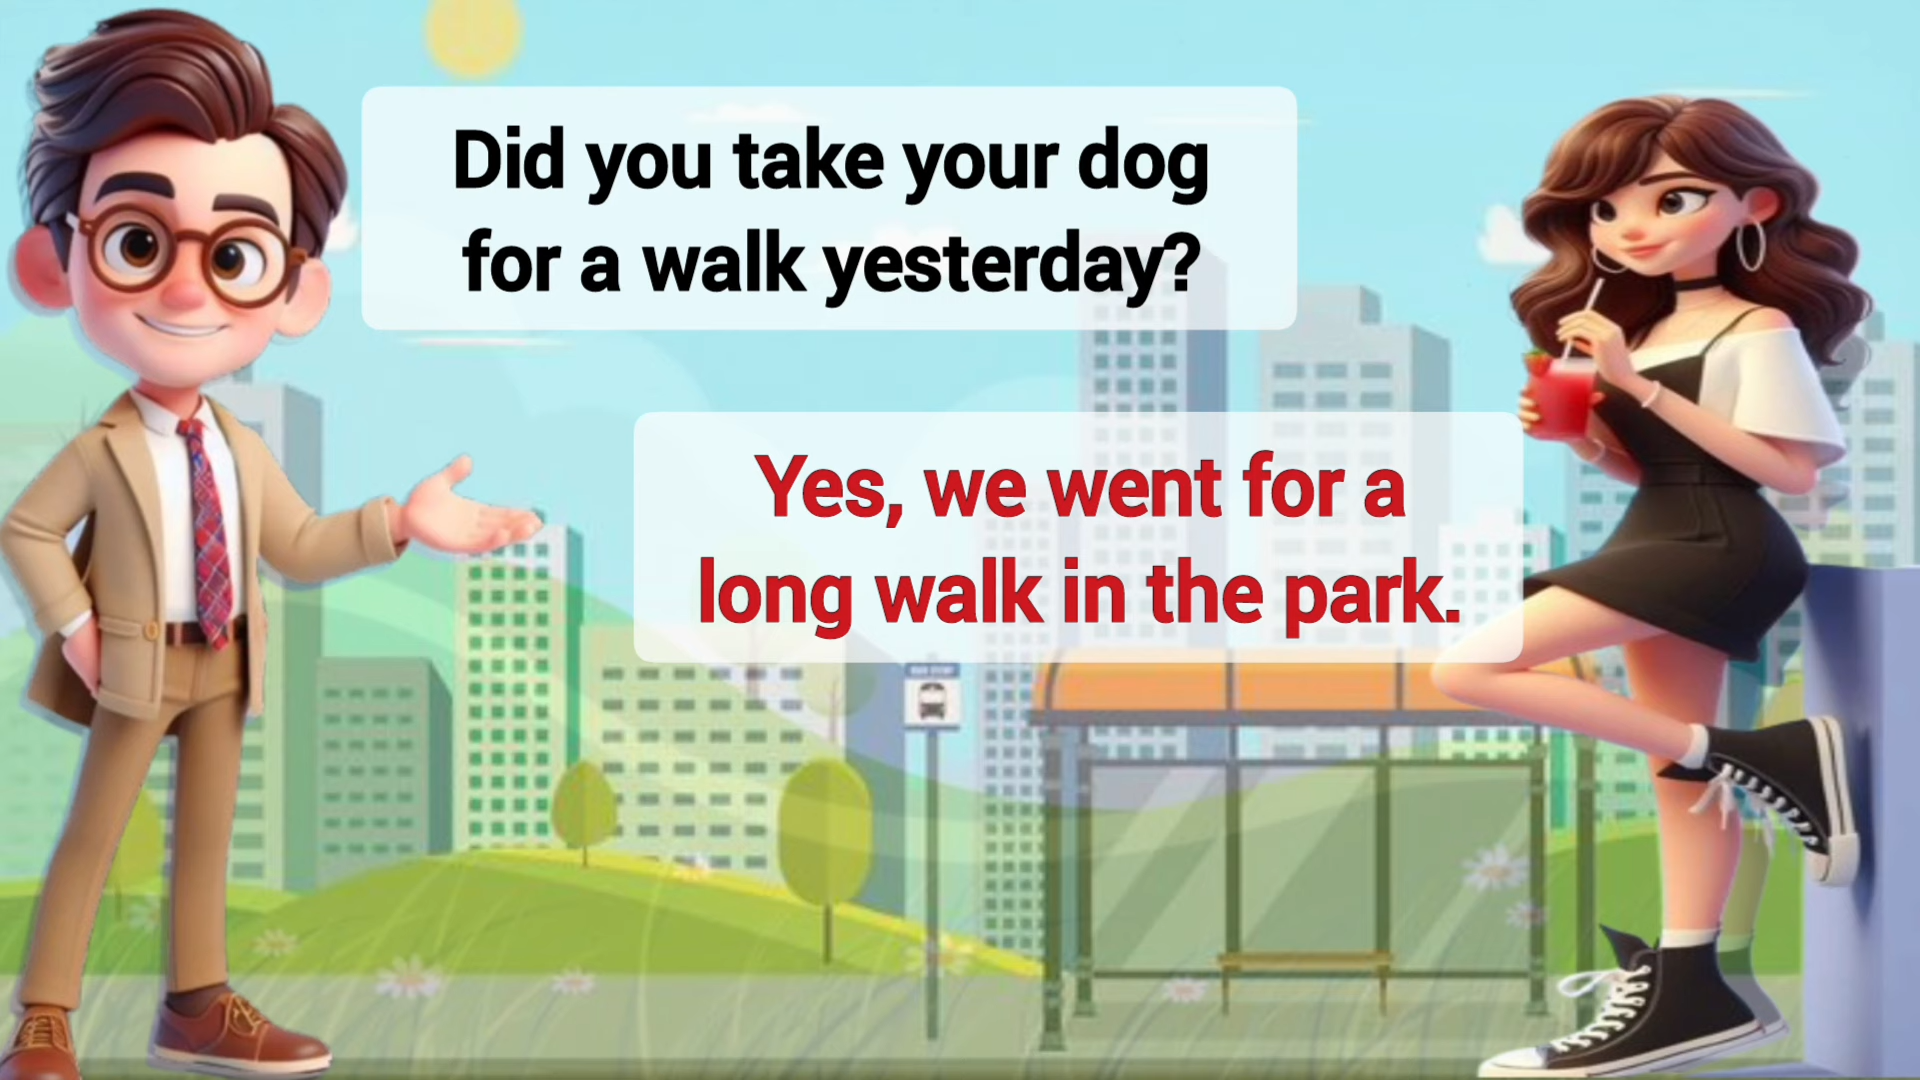 Did you take your dog
for a walk yesterday?
Yes, we went for a
long walk in the park.